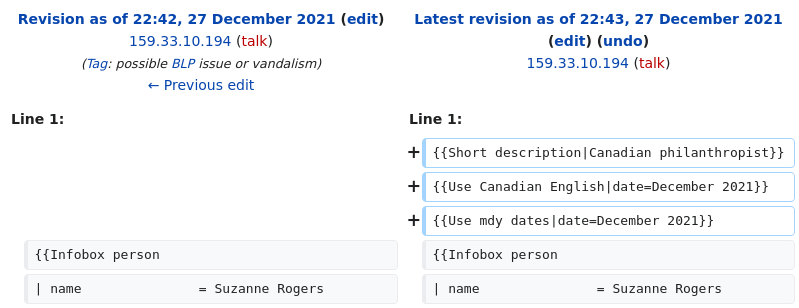 Revision as of 22:42, 27 December 2021 (edit)
159.33.10.194 (talk)
(Tag: possible BLP issue or vandalism)
← Previous edit
Latest revision as of 22:43, 27 December 2021
(edit) (undo)
159.33.10.194 (talk)
Line 1:
Line 1:
+ {{Short description|Canadian philanthropist}}
+ {{Use Canadian English|date=December 2021}}
+ {{Use mdy dates|date=December 2021}}
{{Infobox person
{{Infobox person
| name = Suzanne Rogers
| name = Suzanne Rogers